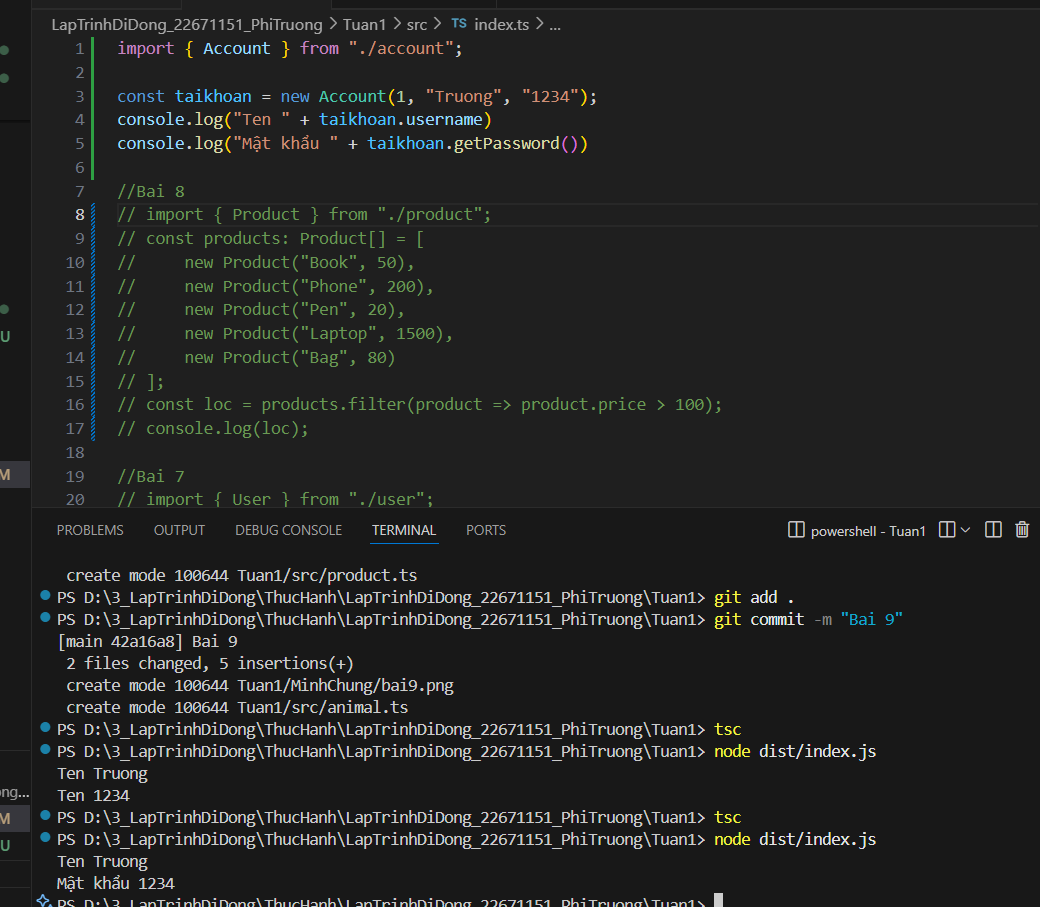 LapTrinhDiDong_22671151_PhiTruong > Tuan1 > src > TS index.ts > ...
1 import { Account } from "./account";
2
3 const taikhoan = new Account(1, "Truong", "1234");
4 console.log("Ten " + taikhoan.username)
5 console.log("Mật khẩu " + taikhoan.getPassword())
6
7 //Bai 8
8 // import { Product } from "./product";
9 // const products: Product[] = [
10 //     new Product("Book", 50),
11 //     new Product("Phone", 200),
12 //     new Product("Pen", 20),
13 //     new Product("Laptop", 1500),
14 //     new Product("Bag", 80)
15 // ];
16 // const loc = products.filter(product => product.price > 100);
17 // console.log(loc);
18
19 //Bai 7
20 // import { User } from "./user";
U
M
ong...
M
U
PROBLEMS OUTPUT DEBUG CONSOLE TERMINAL PORTS powershell - Tuan1
create mode 100644 Tuan1/src/product.ts
PS D:\3_LapTrinhDiDong\ThucHanh\LapTrinhDiDong_22671151_PhiTruong\Tuan1> git add .
PS D:\3_LapTrinhDiDong\ThucHanh\LapTrinhDiDong_22671151_PhiTruong\Tuan1> git commit -m "Bai 9"
[main 42a16a8] Bai 9
2 files changed, 5 insertions(+)
create mode 100644 Tuan1/MinhChung/bai9.png
create mode 100644 Tuan1/src/animal.ts
PS D:\3_LapTrinhDiDong\ThucHanh\LapTrinhDiDong_22671151_PhiTruong\Tuan1> tsc
PS D:\3_LapTrinhDiDong\ThucHanh\LapTrinhDiDong_22671151_PhiTruong\Tuan1> node dist/index.js
Ten Truong
Ten 1234
PS D:\3_LapTrinhDiDong\ThucHanh\LapTrinhDiDong_22671151_PhiTruong\Tuan1> tsc
PS D:\3_LapTrinhDiDong\ThucHanh\LapTrinhDiDong_22671151_PhiTruong\Tuan1> node dist/index.js
Ten Truong
Mật khẩu 1234
PS D:\3_LapTrinhDiDong\ThucHanh\LapTrinhDiDong_22671151_PhiTruong\Tuan1>